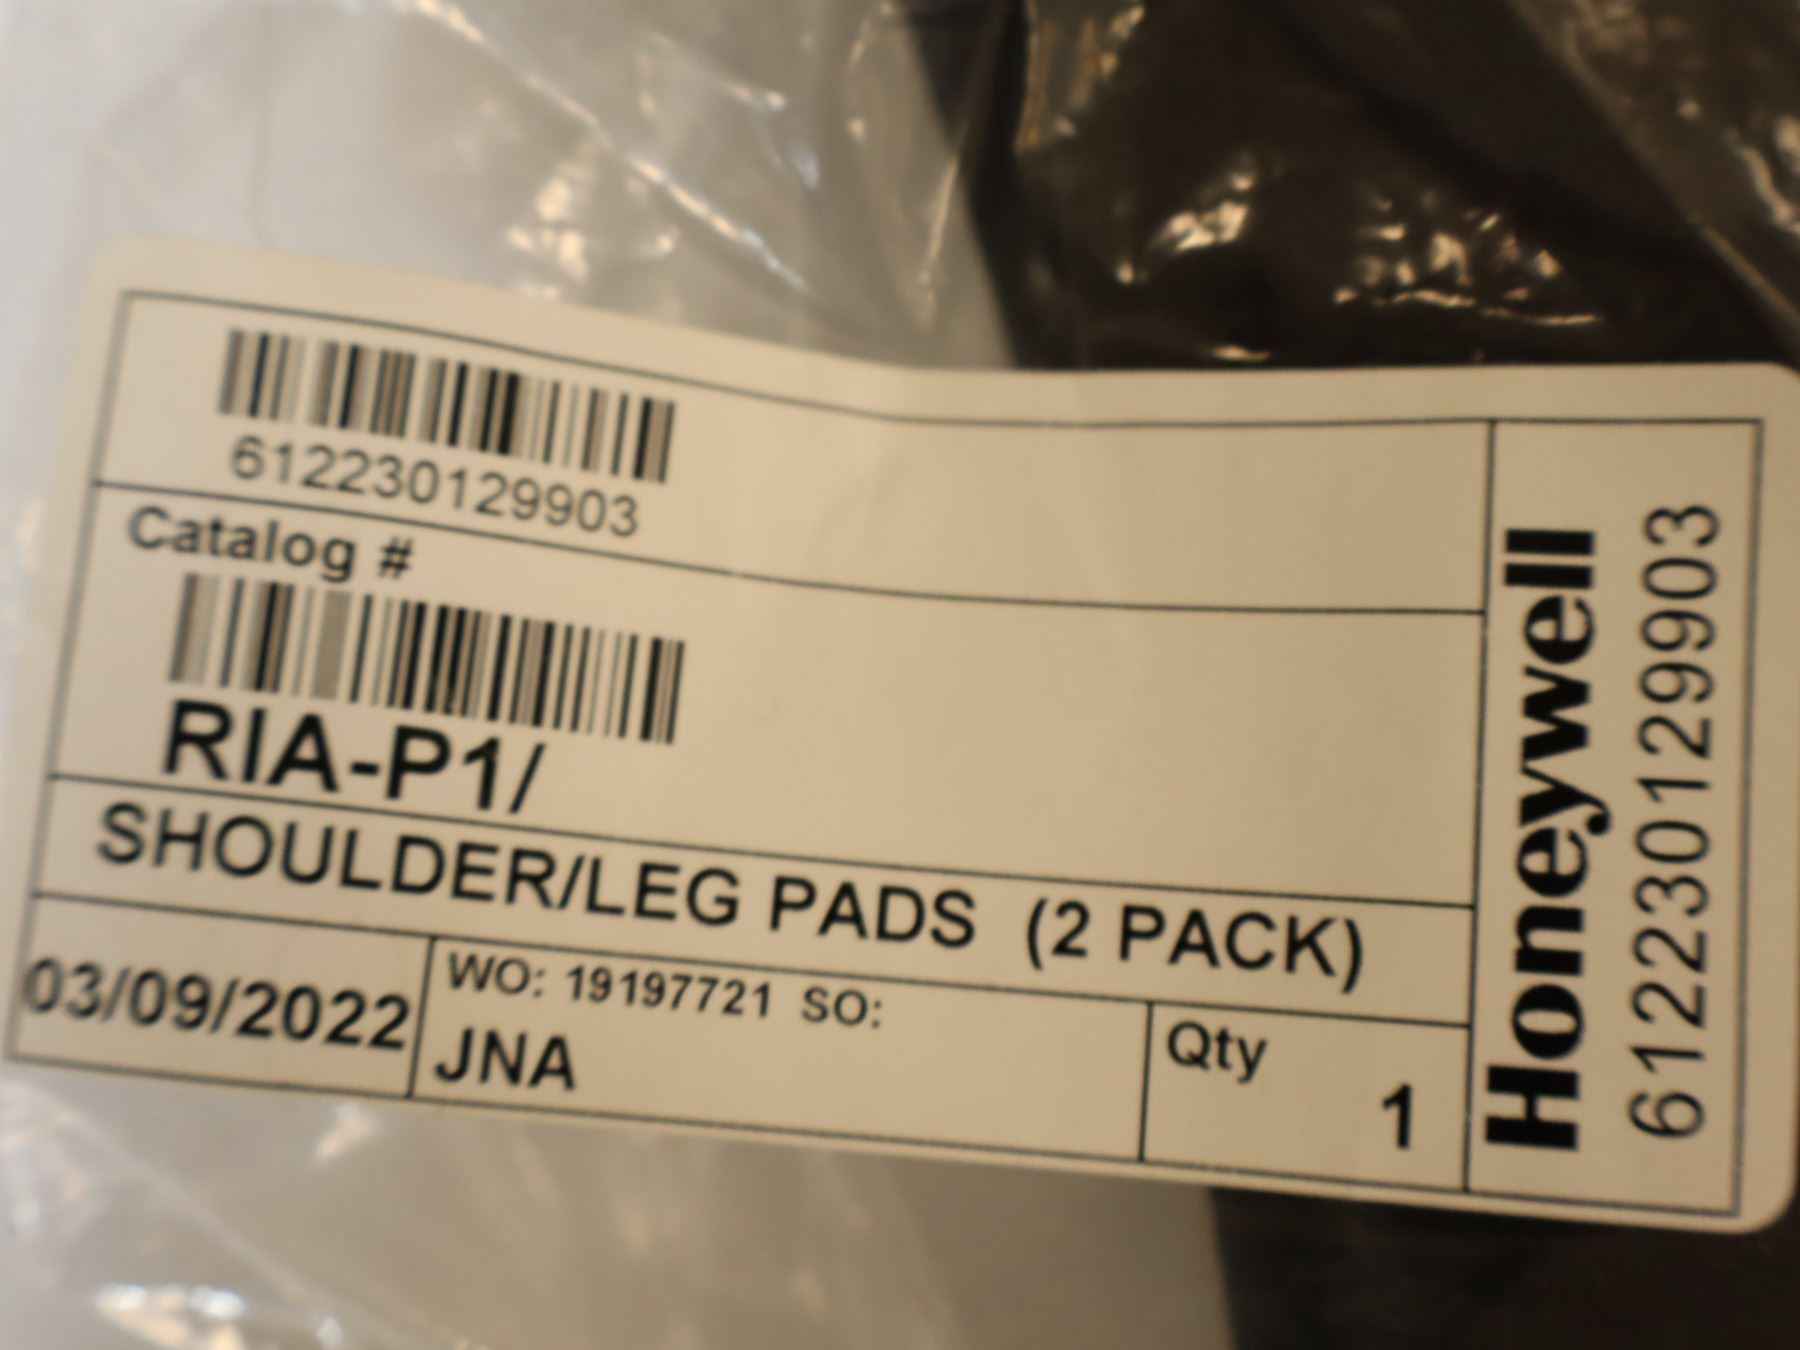 612230129903
Catalog #
RIA-P1/
SHOULDER/LEG PADS (2 PACK)
03/09/2022
WO: 19197721 SO:
JNA
Qty
1
Honeywell
612230129903